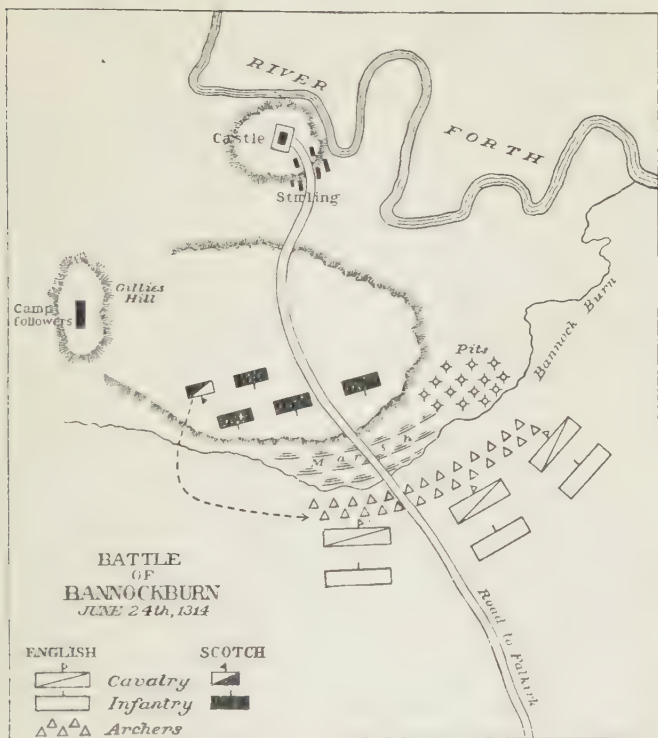 RIVER
FORTH
Castle
Stirling
Gillies
Hill
Camp
followers
Pits
Bannock Burn
Marsh
BATTLE
OF
BANNOCKBURN
JUNE 24th, 1314
Road to Falkirk
ENGLISH SCOTCH
Cavalry
Infantry
Archers